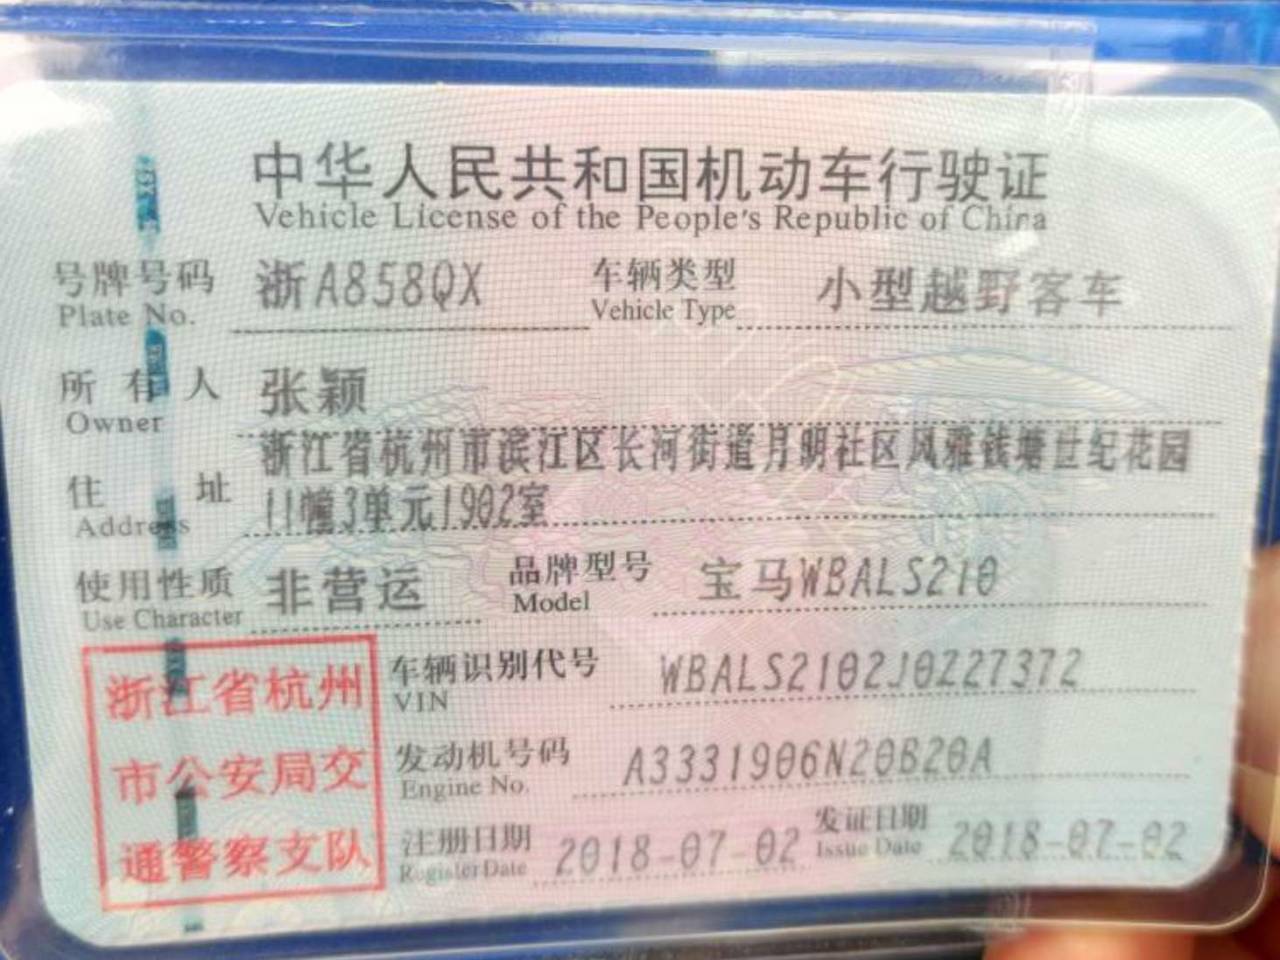 中华人民共和国机动车行驶证
Vehicle License of the People's Republic of China
号牌号码 浙A858QX 车辆类型 小型越野客车
Plate No. Vehicle Type
所有人 张颖
Owner
浙江省杭州市滨江区长河街道月明社区风雅钱塘世纪花园
住址 11幢3单元1902室
Address
使用性质 非营运 品牌型号 宝马WBALS210
Use Character Model
浙江省杭州 车辆识别代号 WBALS2102J0Z27372
VIN
市公安局交 发动机号码 A3331906N20B20A
Engine No.
通警察支队 注册日期 2018-07-02 发证日期 2018-07-02
Register Date Issue Date